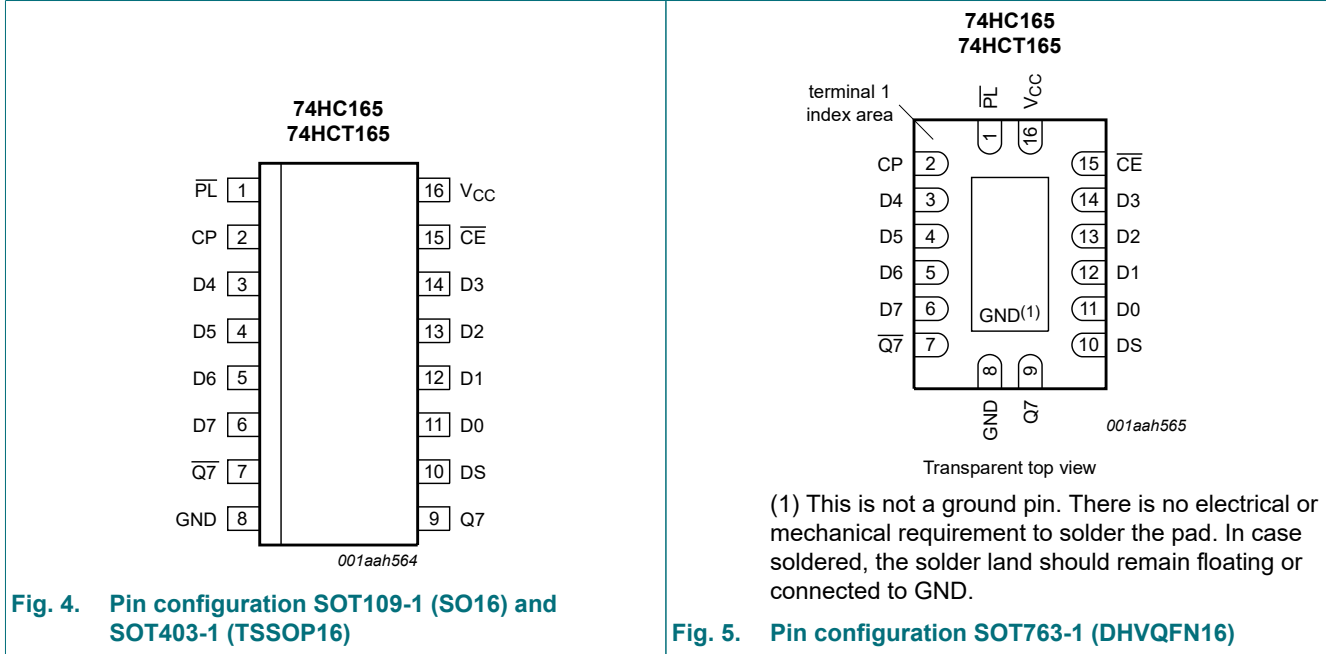 74HC165
74HCT165
P̅L̅ 1
CP 2
D4 3
D5 4
D6 5
D7 6
Q̅7̅ 7
GND 8
16 VCC
15 C̅E̅
14 D3
13 D2
12 D1
11 D0
10 DS
9 Q7
001aah564
Fig. 4. Pin configuration SOT109-1 (SO16) and
SOT403-1 (TSSOP16)
74HC165
74HCT165
terminal 1
index area
P̅L̅
VCC
1
16
CP 2
D4 3
D5 4
D6 5
D7 6
Q̅7̅ 7
15 C̅E̅
14 D3
13 D2
12 D1
11 D0
10 DS
GND(1)
8
9
GND
Q7
001aah565
Transparent top view
(1) This is not a ground pin. There is no electrical or
mechanical requirement to solder the pad. In case
soldered, the solder land should remain floating or
connected to GND.
Fig. 5. Pin configuration SOT763-1 (DHVQFN16)